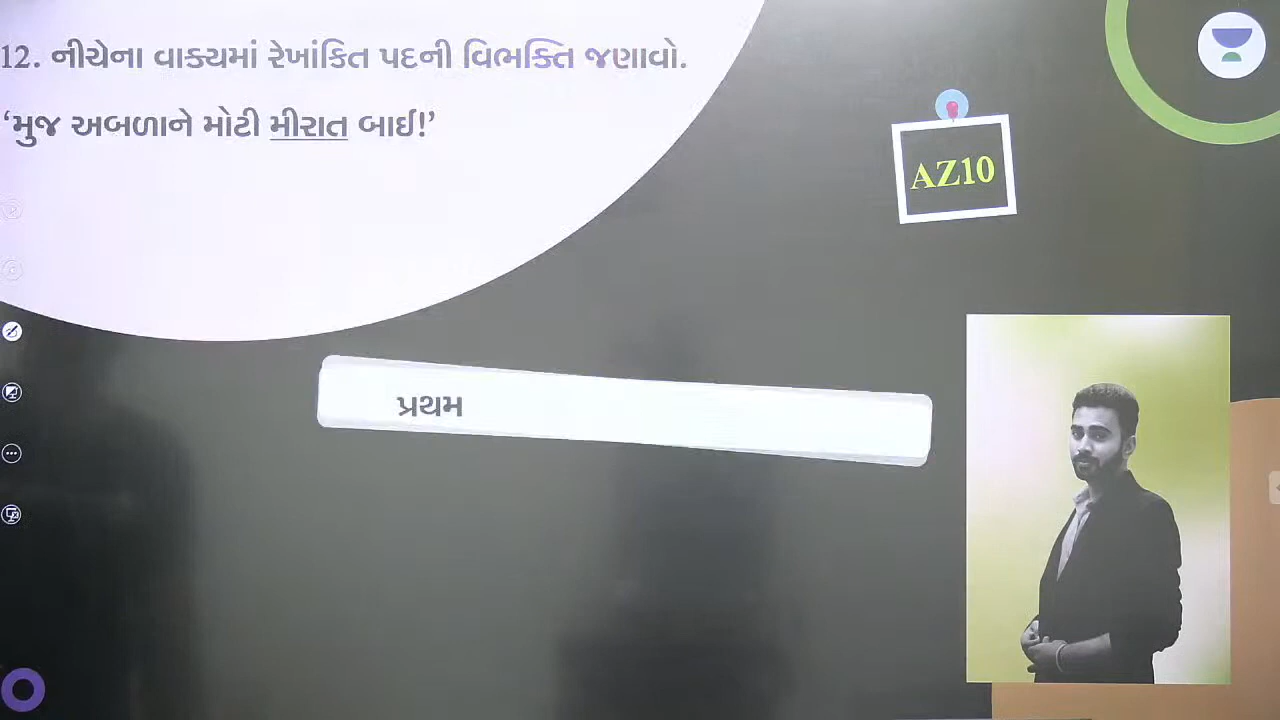 12. નીચેના વાક્યમાં રેખાંકિત પદની વિભક્તિ જણાવો.
‘મુજ અબળાને મોટી મીરાત બાઈ!’
AZ10
પ્રથમ